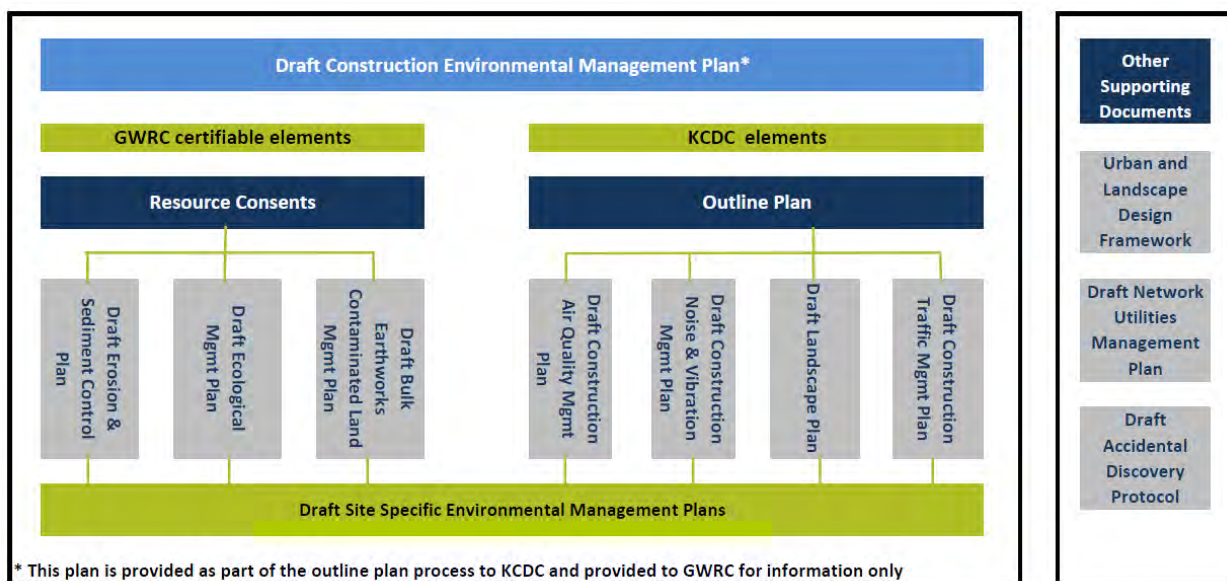 Draft Construction Environmental Management Plan*
GWRC certifiable elements
KCDC elements
Resource Consents
Outline Plan
Draft Erosion &
Sediment Control
Plan
Draft Ecological
Mgmt Plan
Draft Bulk
Earthworks
Contaminated Land
Mgmt Plan
Draft Construction
Air Quality Mgmt
Plan
Draft Construction
Noise & Vibration
Mgmt Plan
Draft Landscape Plan
Draft Construction
Traffic Mgmt Plan
Draft Site Specific Environmental Management Plans
* This plan is provided as part of the outline plan process to KCDC and provided to GWRC for information only
Other
Supporting
Documents
Urban and
Landscape
Design
Framework
Draft Network
Utilities
Management
Plan
Draft
Accidental
Discovery
Protocol